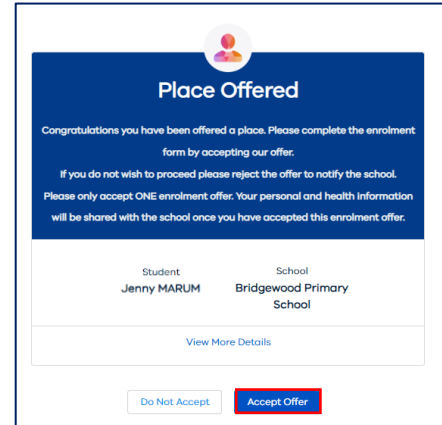 Place Offered
Congratulations you have been offered a place. Please complete the enrolment
form by accepting our offer.
If you do not wish to proceed please reject the offer to notify the school.
Please only accept ONE enrolment offer. Your personal and health information
will be shared with the school once you have accepted this enrolment offer.
Student
Jenny MARUM
School
Bridgewood Primary
School
View More Details
Do Not Accept
Accept Offer